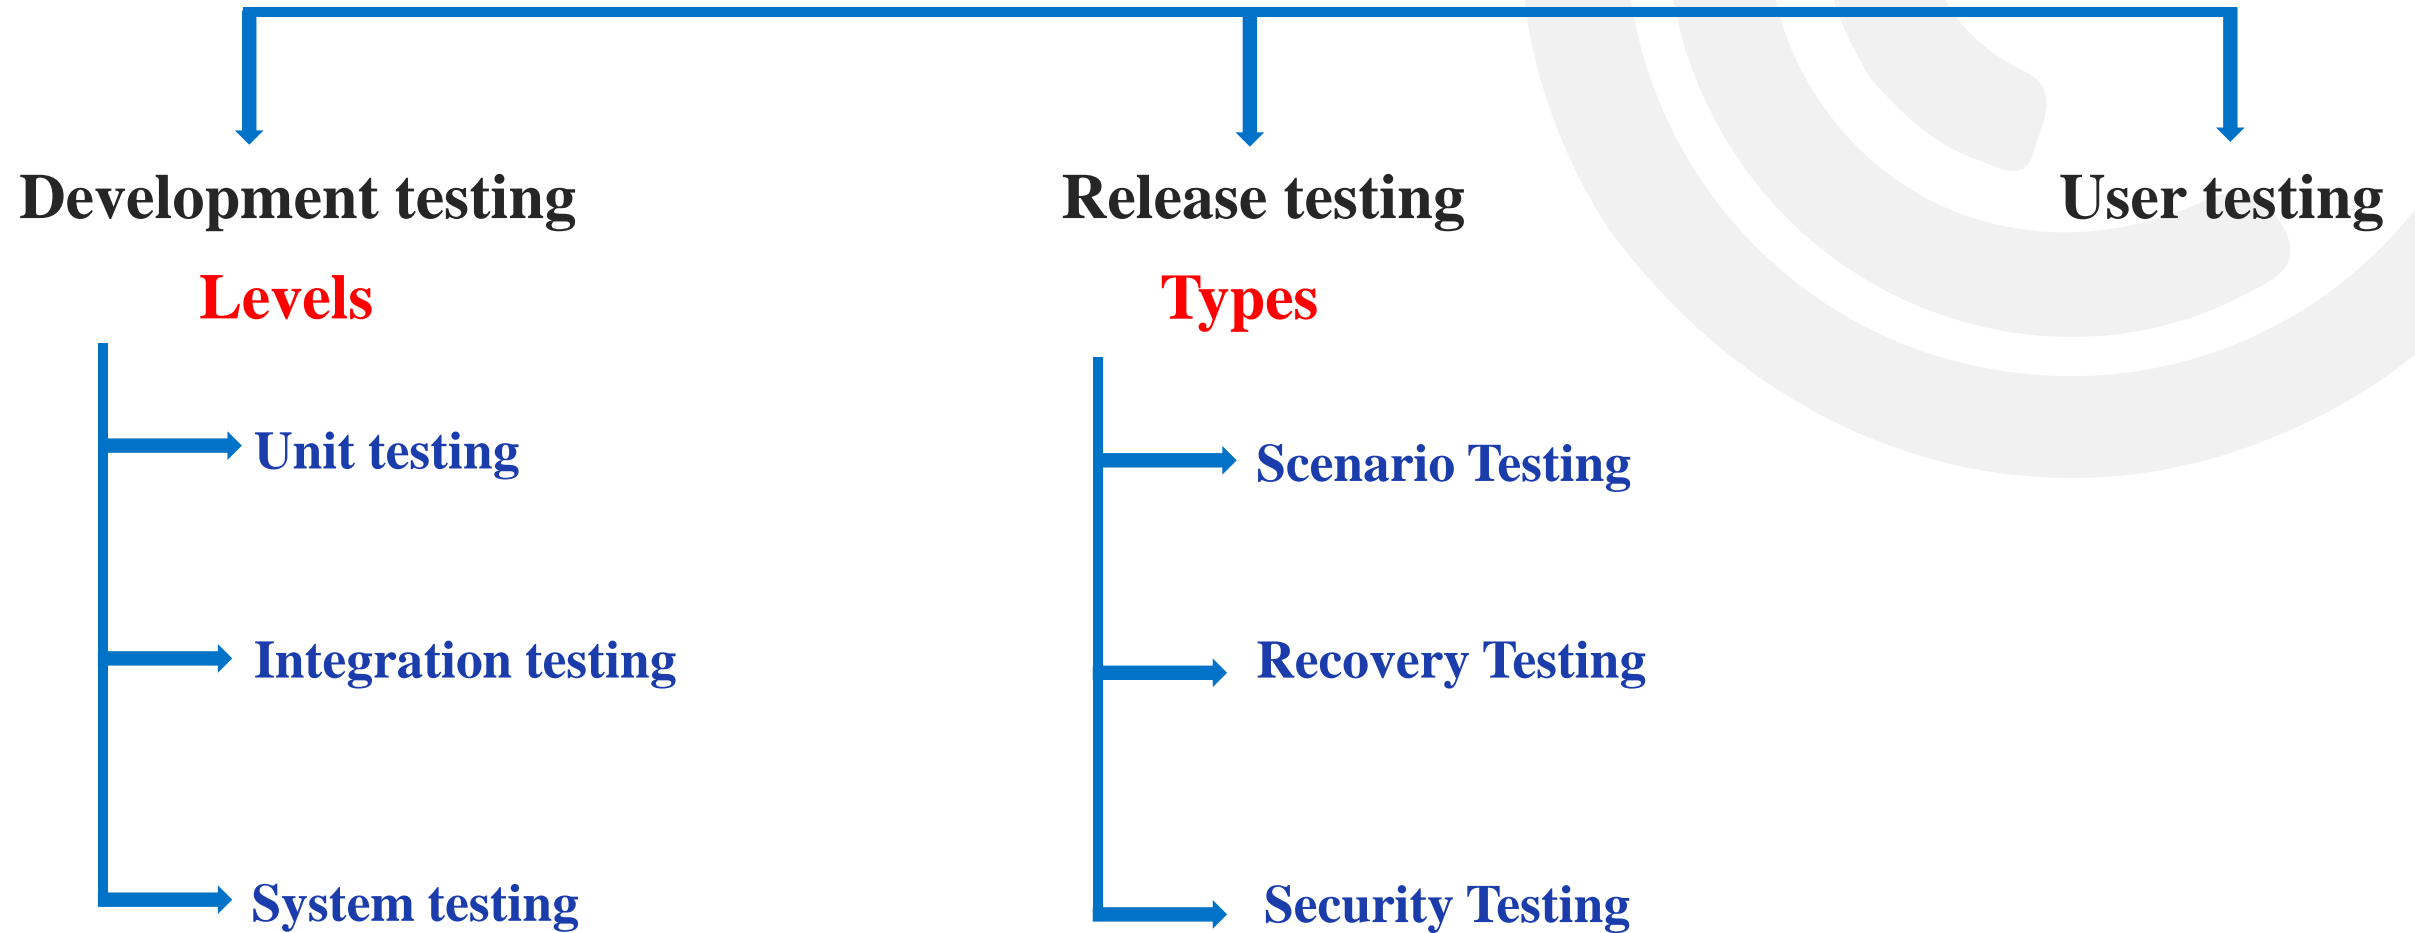 Development testing
Release testing
User testing
Levels
Types
Unit testing
Scenario Testing
Integration testing
Recovery Testing
System testing
Security Testing